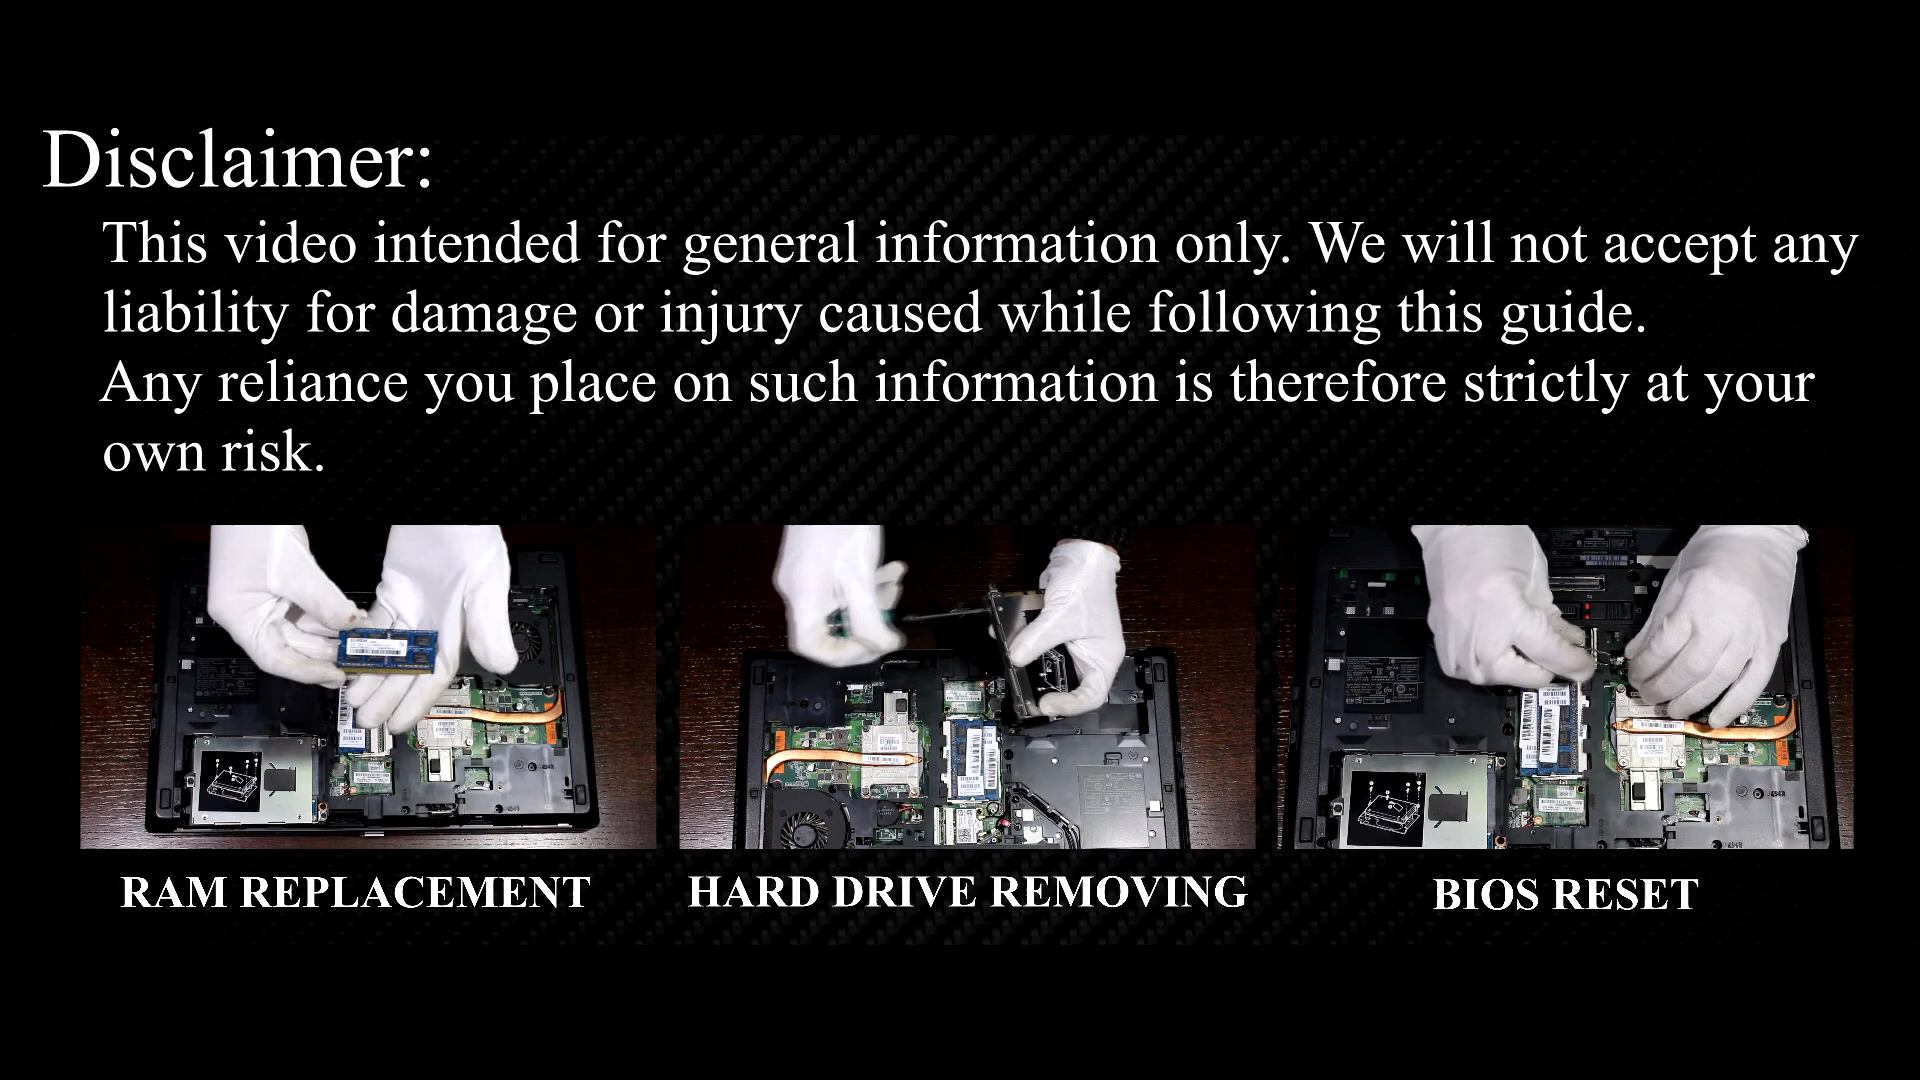 Disclaimer:
This video intended for general information only. We will not accept any
liability for damage or injury caused while following this guide.
Any reliance you place on such information is therefore strictly at your
own risk.
RAM REPLACEMENT
HARD DRIVE REMOVING
BIOS RESET